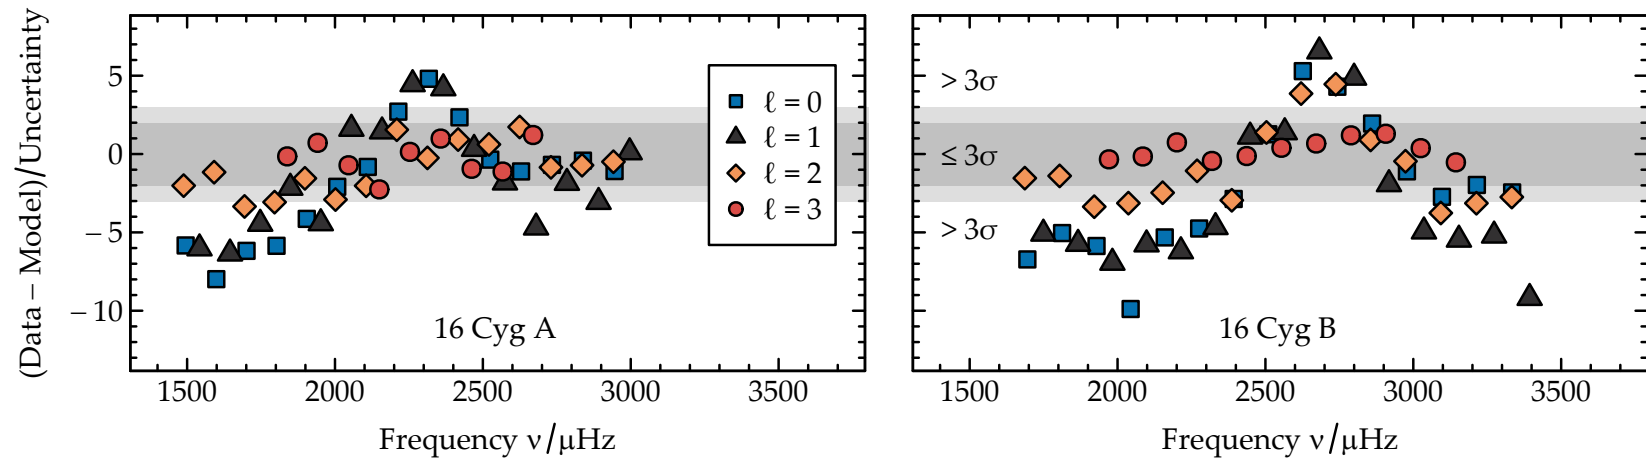 (Data – Model)/Uncertainty
5
0
– 5
– 10
ℓ = 0
ℓ = 1
ℓ = 2
ℓ = 3
16 Cyg A
1500 2000 2500 3000 3500
Frequency ν/μHz
> 3σ
≤ 3σ
> 3σ
16 Cyg B
1500 2000 2500 3000 3500
Frequency ν/μHz